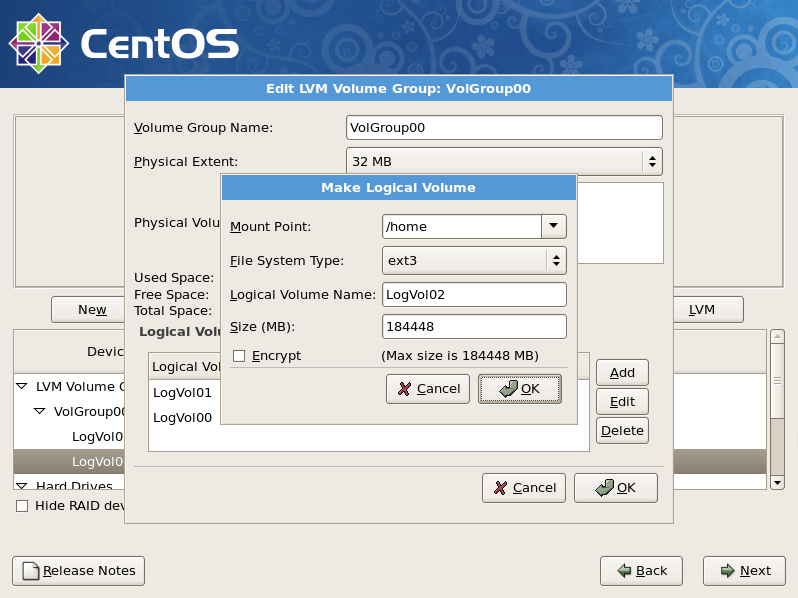 CentOS
Edit LVM Volume Group: VolGroup00
Volume Group Name: VolGroup00
Physical Extent: 32 MB
Make Logical Volume
Physical Volu
Mount Point: /home
File System Type: ext3
Used Space:
Free Space:
Logical Volume Name: LogVol02
Total Space:
New
LVM
Logical Volu
Size (MB): 184448
Devic
Encrypt (Max size is 184448 MB)
Logical Vol
Add
LVM Volume G
LogVol01
Cancel
OK
Edit
VolGroup00
LogVol00
Delete
LogVol0
LogVol0
Hard Drives
Cancel
OK
Hide RAID dev
Release Notes
Back
Next